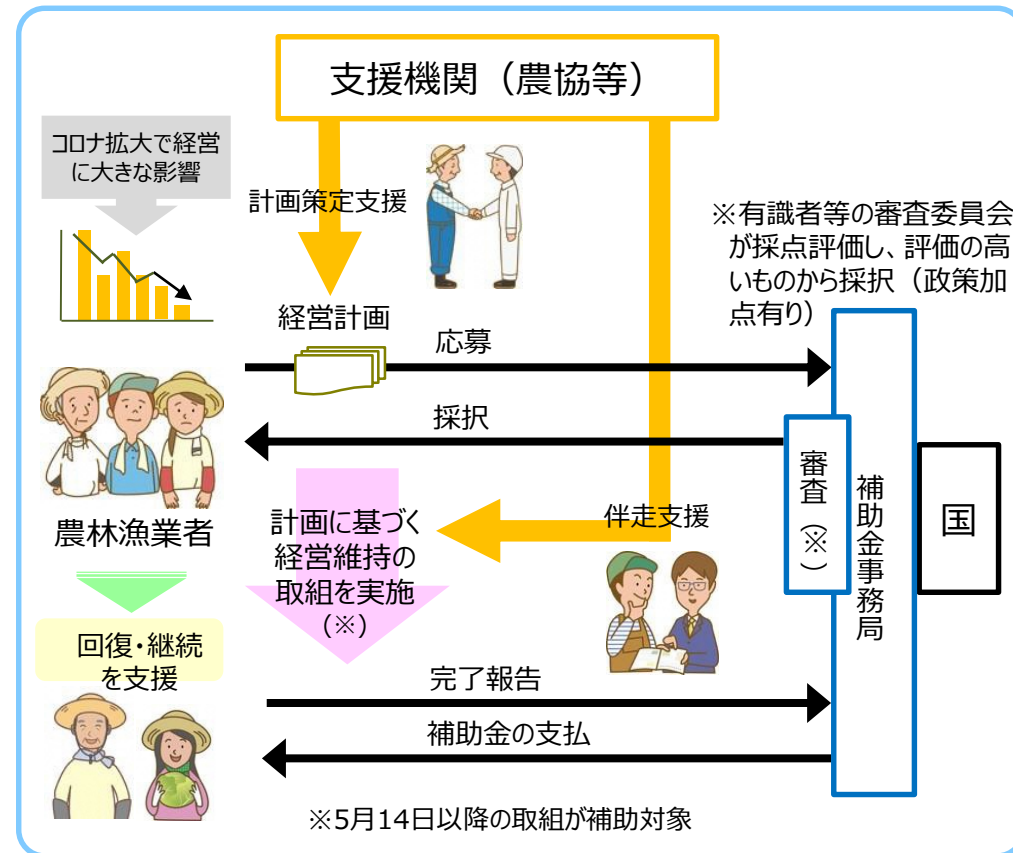 支援機関（農協等）
コロナ拡大で経営
に大きな影響
計画策定支援
※有識者等の審査委員会
が採点評価し、評価の高
いものから採択（政策加
点有り）
経営計画
応募
採択
農林漁業者
計画に基づく
経営維持の
取組を実施
（※）
伴走支援
審査（※）
補助金事務局
国
回復・継続
を支援
完了報告
補助金の支払
※5月14日以降の取組が補助対象